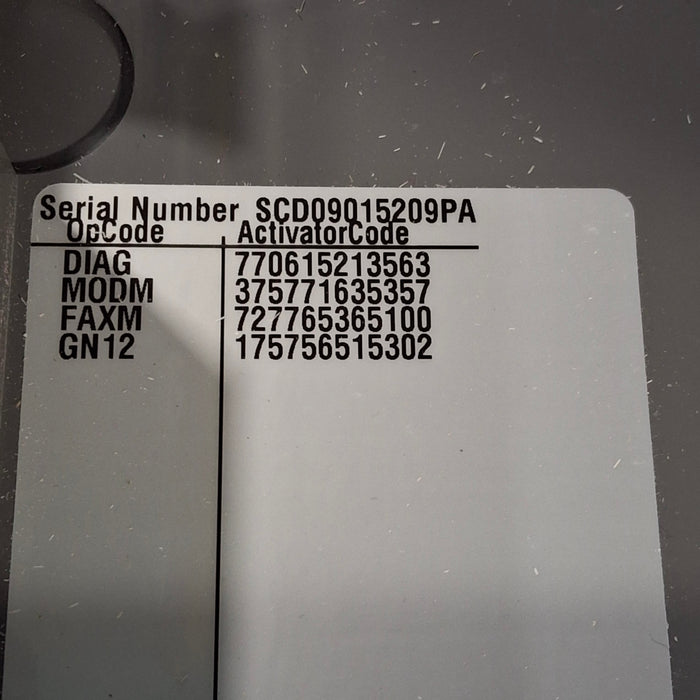 Serial Number SCD09015209PA
OpCode ActivatorCode
DIAG 770615213563
MODM 375771635357
FAXM 727765365100
GN12 175756515302